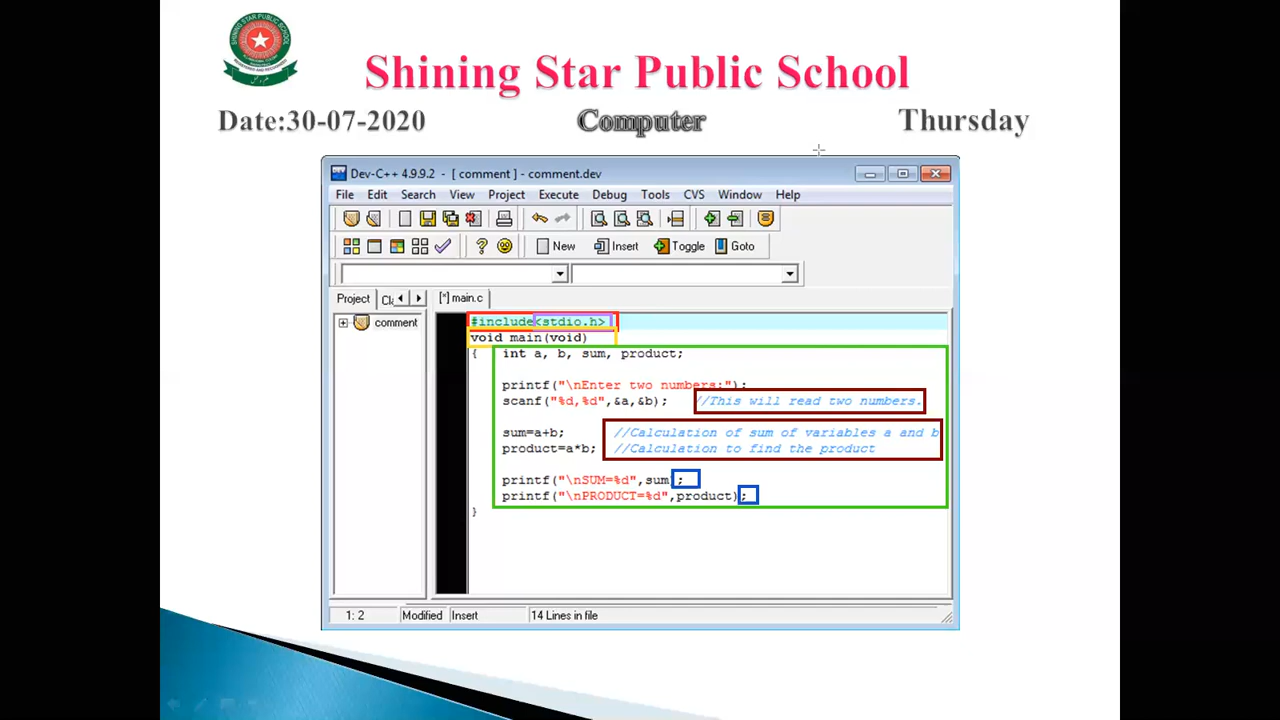 SHINING STAR PUBLIC SCHOOL
Shining Star Public School
Date:30-07-2020 Computer Thursday
Dev-C++ 4.9.9.2 - [ comment ] - comment.dev
File Edit Search View Project Execute Debug Tools CVS Window Help
New Insert Toggle Goto
Project [*] main.c
comment
#include<stdio.h>
void main(void)
{ int a, b, sum, product;
printf("\nEnter two numbers:");
scanf("%d,%d",&a,&b); //This will read two numbers.
sum=a+b; //Calculation of sum of variables a and b
product=a*b; //Calculation to find the product
printf("\nSUM=%d",sum);
printf("\nPRODUCT=%d",product);
}
1: 2 Modified Insert 14 Lines in file